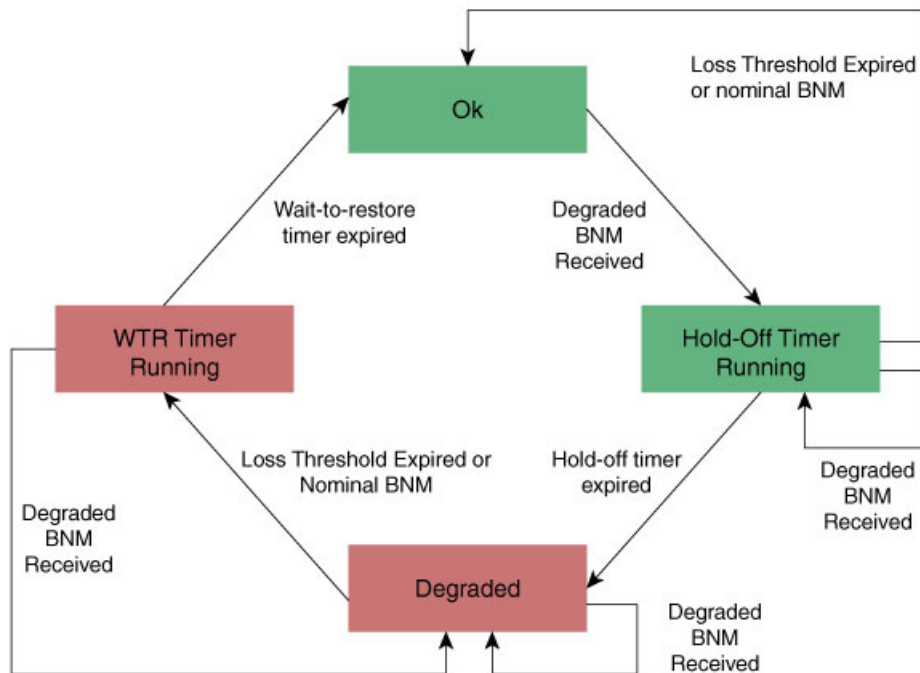 Loss Threshold Expired
or nominal BNM
Ok
Wait-to-restore
timer expired
Degraded
BNM
Received
WTR Timer
Running
Hold-Off Timer
Running
Loss Threshold Expired or
Nominal BNM
Hold-off timer
expired
Degraded
BNM
Received
Degraded
BNM
Received
Degraded
Degraded
BNM
Received